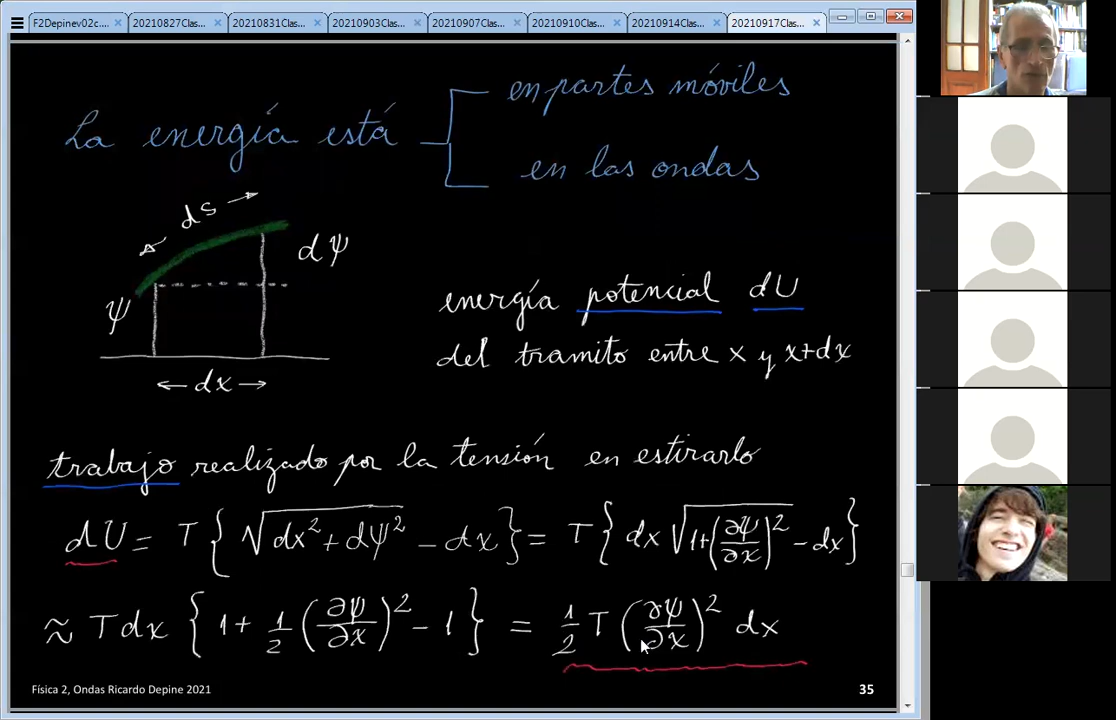 F2Depinev02.c... 20210827Clas... 20210831Clas... 20210903Clas... 20210907Clas... 20210910Clas... 20210914Clas... 20210917Clas...
La energía está
en partes móviles
en las ondas
ds
dψ
ψ
dx
energía potencial dU
del tramito entre x y x+dx
trabajo realizado por la tensión en estirarlo
dU = T { √(dx² + dψ²) - dx } = T { dx √(1+(∂ψ/∂x)²) - dx }
≈ T dx { 1 + 1/2 (∂ψ/∂x)² - 1 } = 1/2 T (∂ψ/∂x)² dx
Física 2, Ondas Ricardo Depine 2021
35